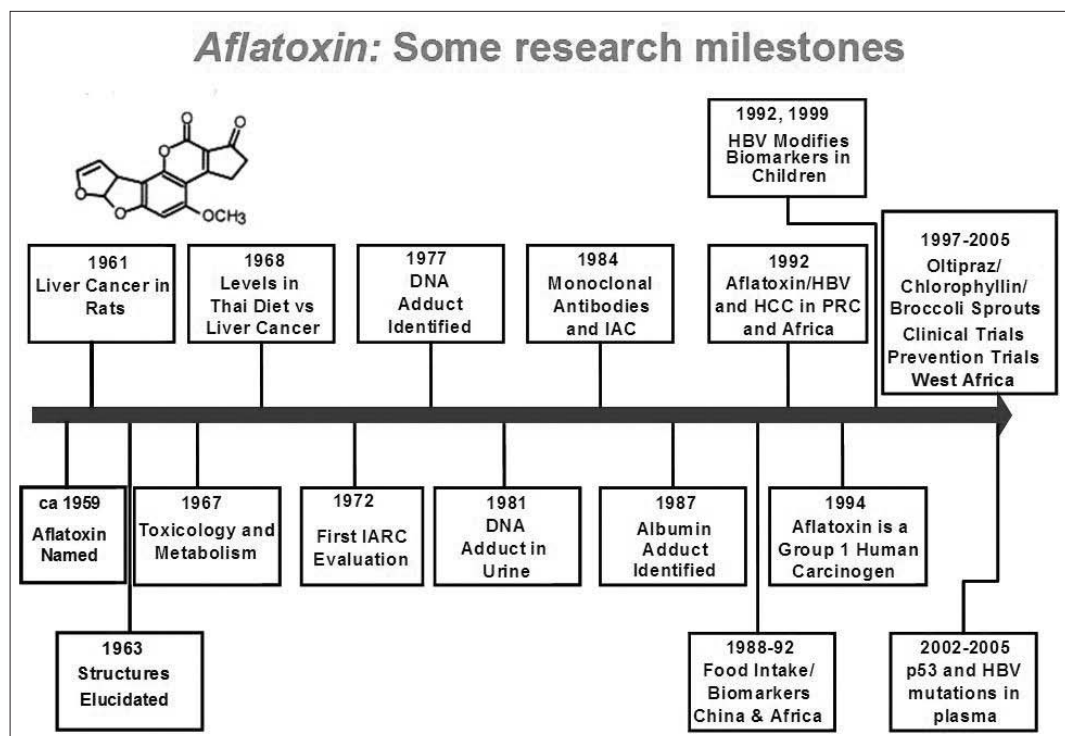 Aflatoxin: Some research milestones
O
O
O
O
O
OCH3
1992, 1999
HBV Modifies
Biomarkers in
Children
1961
Liver Cancer in
Rats
1968
Levels in
Thai Diet vs
Liver Cancer
1977
DNA
Adduct
Identified
1984
Monoclonal
Antibodies
and IAC
1992
Aflatoxin/HBV
and HCC in PRC
and Africa
1997-2005
Oltipraz/
Chlorophyllin/
Broccoli Sprouts
Clinical Trials
Prevention Trials
West Africa
ca 1959
Aflatoxin
Named
1967
Toxicology and
Metabolism
1972
First IARC
Evaluation
1981
DNA
Adduct in
Urine
1987
Albumin
Adduct
Identified
1994
Aflatoxin is a
Group 1 Human
Carcinogen
1963
Structures
Elucidated
1988-92
Food Intake/
Biomarkers
China & Africa
2002-2005
p53 and HBV
mutations in
plasma